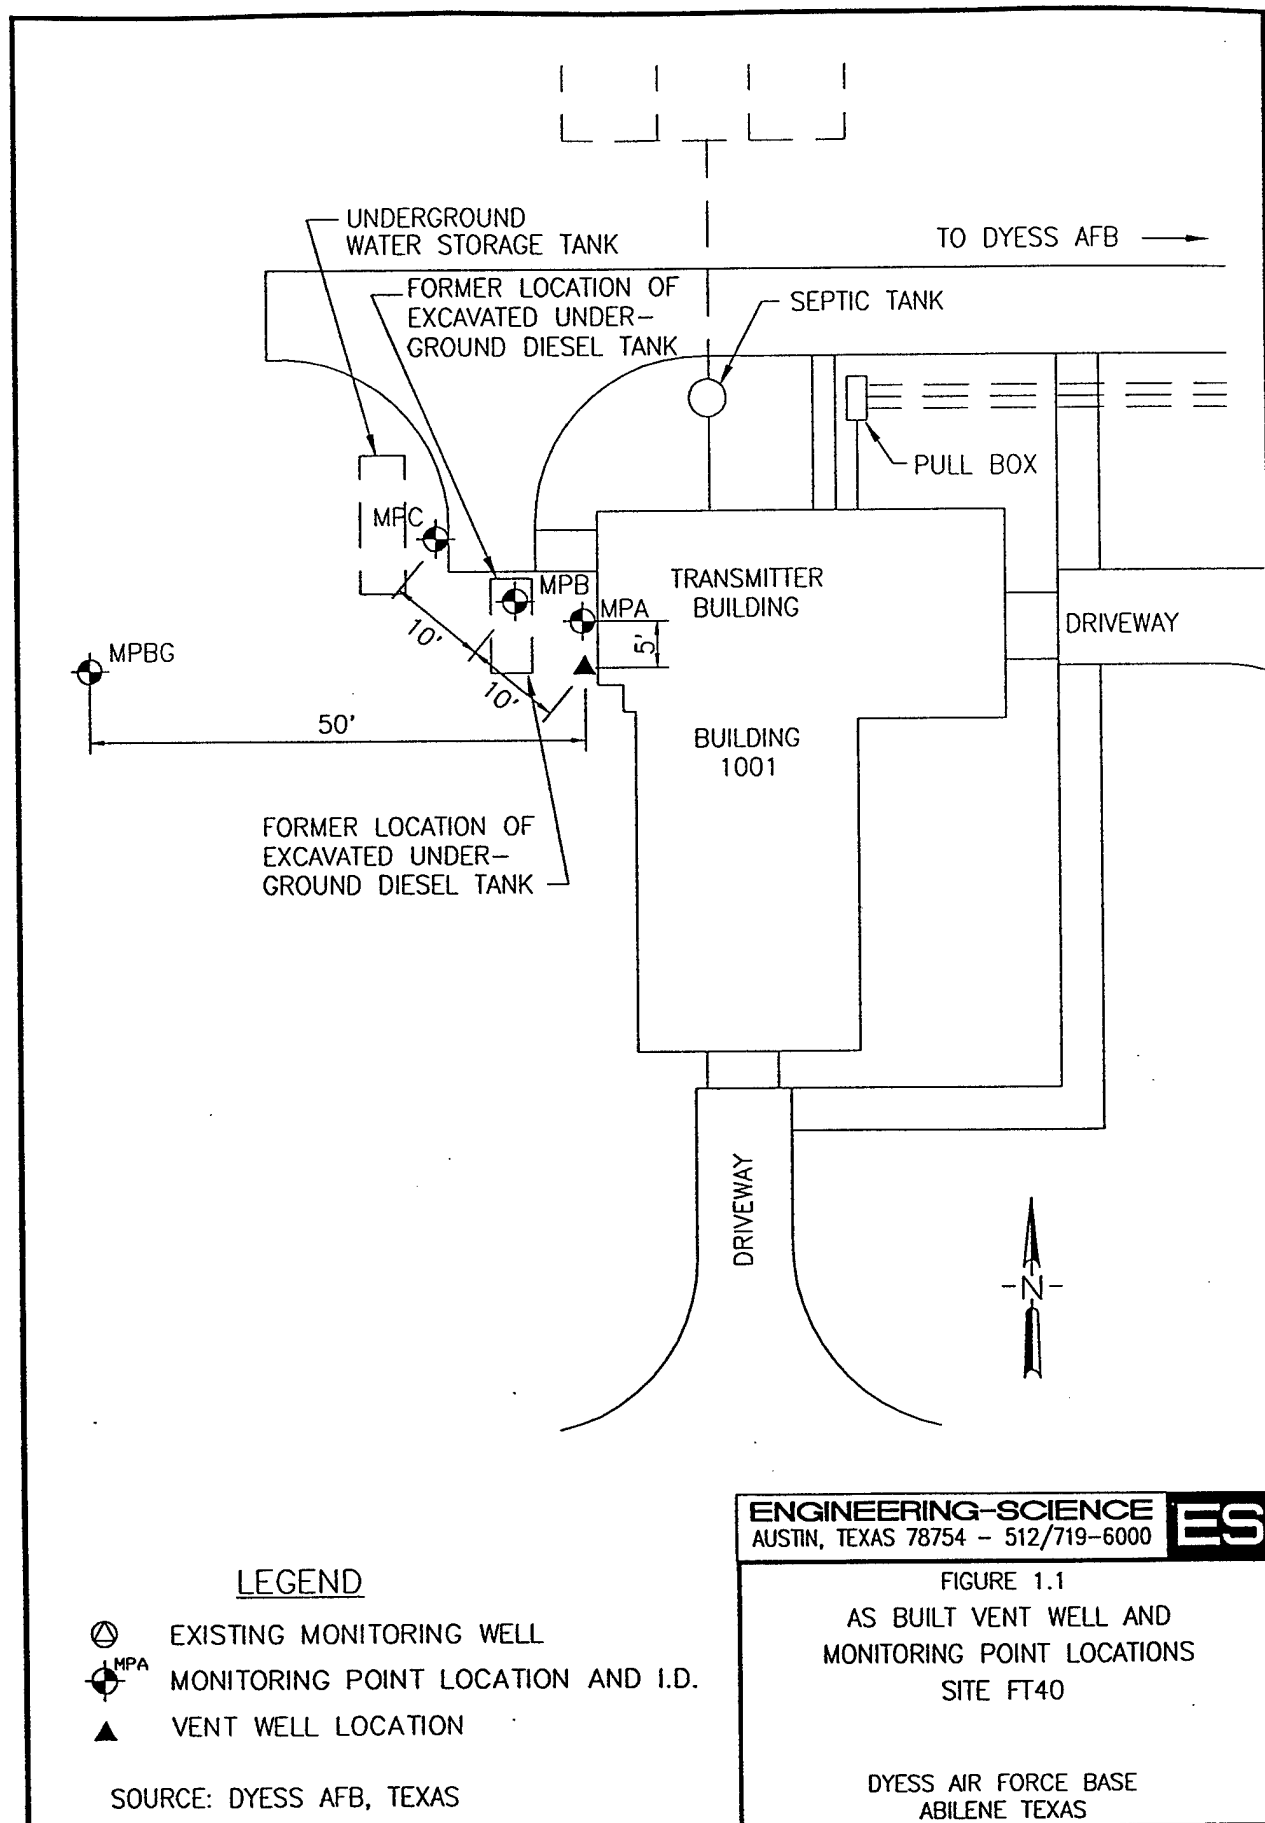 UNDERGROUND
WATER STORAGE TANK
TO DYESS AFB
FORMER LOCATION OF
EXCAVATED UNDER-
GROUND DIESEL TANK
SEPTIC TANK
PULL BOX
MPC
MPB
MPA
TRANSMITTER
BUILDING
DRIVEWAY
10'
5'
MPBG
10'
50'
BUILDING
1001
FORMER LOCATION OF
EXCAVATED UNDER-
GROUND DIESEL TANK
DRIVEWAY
-N-
ENGINEERING-SCIENCE
AUSTIN, TEXAS 78754 - 512/719-6000
ES
FIGURE 1.1
AS BUILT VENT WELL AND
MONITORING POINT LOCATIONS
SITE FT40
DYESS AIR FORCE BASE
ABILENE TEXAS
LEGEND
EXISTING MONITORING WELL
MPA
MONITORING POINT LOCATION AND I.D.
VENT WELL LOCATION
SOURCE: DYESS AFB, TEXAS